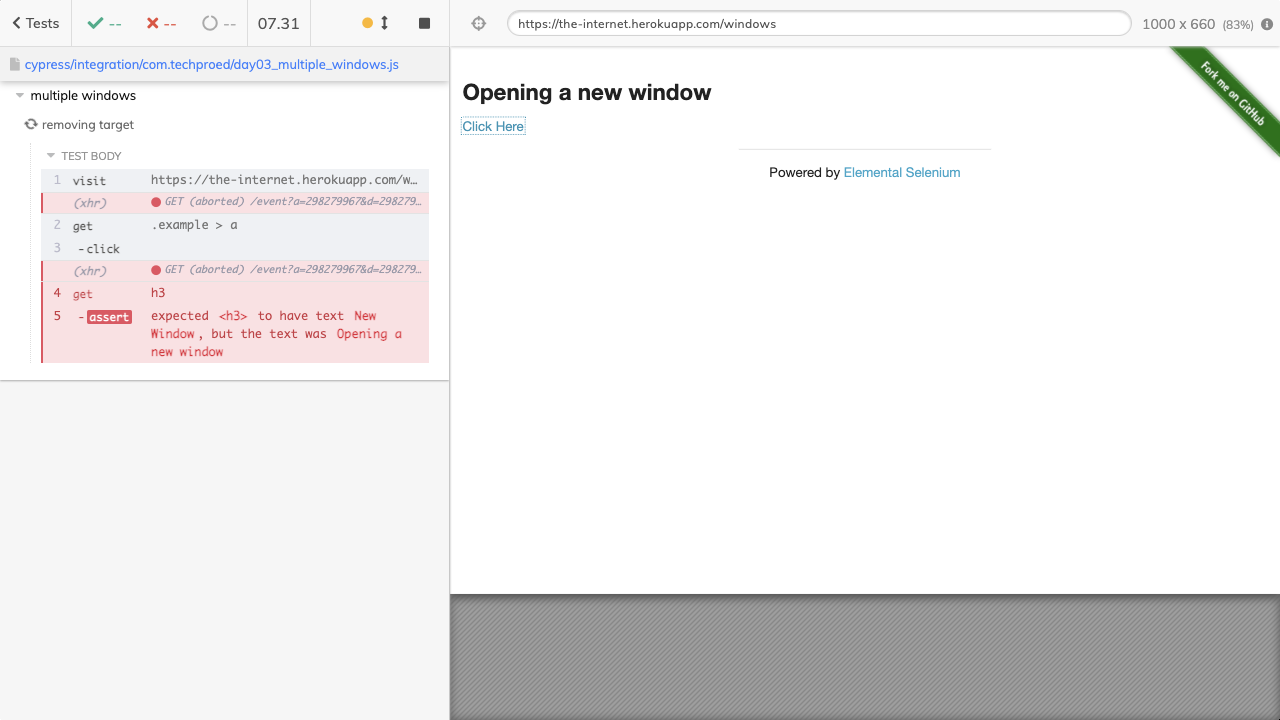 Tests -- -- -- 07.31
cypress/integration/com.techproed/day03_multiple_windows.js
multiple windows
removing target
TEST BODY
1 visit https://the-internet.herokuapp.com/w…
(xhr) GET (aborted) /event?a=298279967&d=298279…
2 get .example > a
3 -click
(xhr) GET (aborted) /event?a=298279967&d=298279…
4 get h3
5 -assert expected <h3> to have text New
Window, but the text was Opening a
new window
https://the-internet.herokuapp.com/windows 1000 x 660 (83%)
Fork me on GitHub
Opening a new window
Click Here
Powered by Elemental Selenium